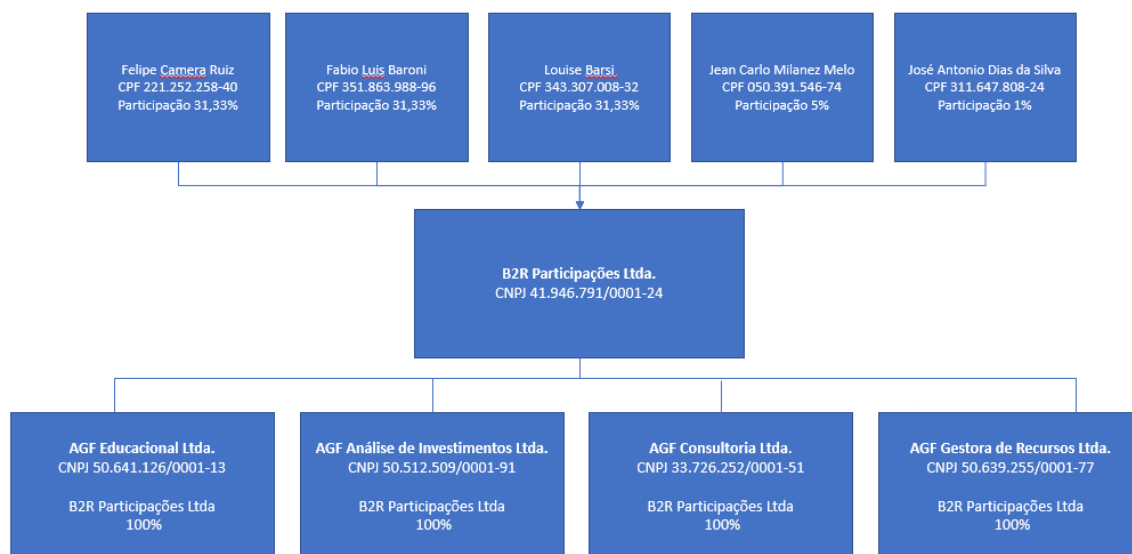 Felipe Camera Ruiz
CPF 221.252.258-40
Participação 31,33%
Fabio Luis Baroni
CPF 351.863.988-96
Participação 31,33%
Louise Barsi
CPF 343.307.008-32
Participação 31,33%
Jean Carlo Milanez Melo
CPF 050.391.546-74
Participação 5%
José Antonio Dias da Silva
CPF 311.647.808-24
Participação 1%
B2R Participações Ltda.
CNPJ 41.946.791/0001-24
AGF Educacional Ltda.
CNPJ 50.641.126/0001-13
B2R Participações Ltda
100%
AGF Análise de Investimentos Ltda.
CNPJ 50.512.509/0001-91
B2R Participações Ltda
100%
AGF Consultoria Ltda.
CNPJ 33.726.252/0001-51
B2R Participações Ltda
100%
AGF Gestora de Recursos Ltda.
CNPJ 50.639.255/0001-77
B2R Participações Ltda
100%